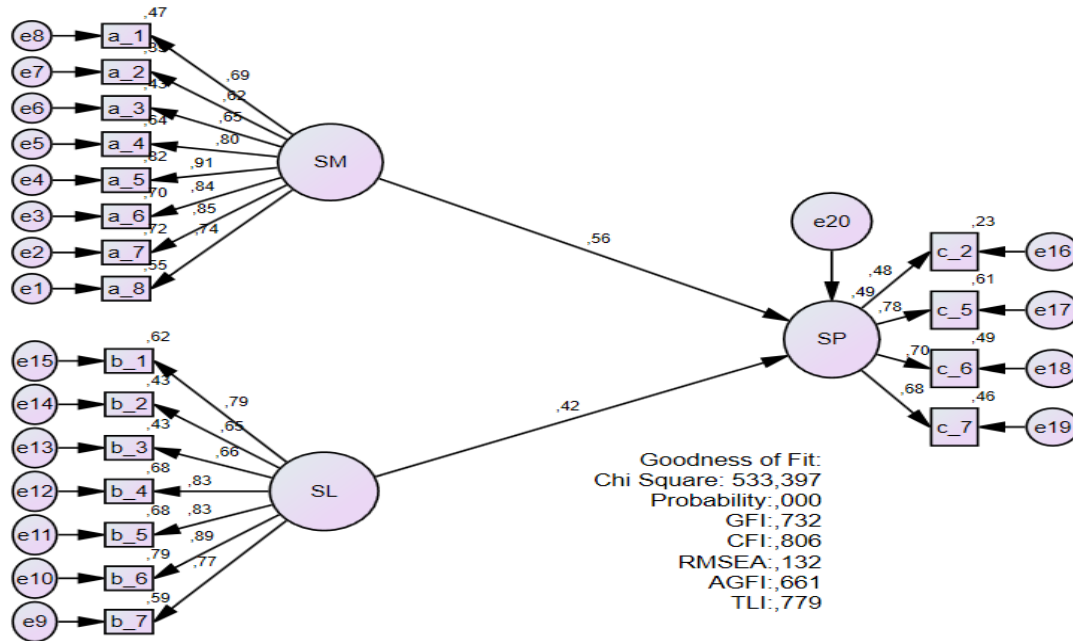 ,47
e8 a_1
e7 a_2
,69
,43
,62
e6 a_3
,64
,65
e5 a_4
,80
,82
,91
e4 a_5
,70
,84
e3 a_6
,72
,85
e2 a_7
,74
,55
e1 a_8
SM
,56
e20
,23
c_2 e16
,48
,49
,61
,78
c_5 e17
SP
,49
,70
c_6 e18
,68
,46
c_7 e19
,62
e15 b_1
,43
,79
e14 b_2
,43
,65
e13 b_3
,66
,68
e12 b_4
,83
,68
,83
e11 b_5
,79
,89
e10 b_6
,77
,59
e9 b_7
SL
,42
Goodness of Fit:
Chi Square: 533,397
Probability:,000
GFI:,732
CFI:,806
RMSEA:,132
AGFI:,661
TLI:,779